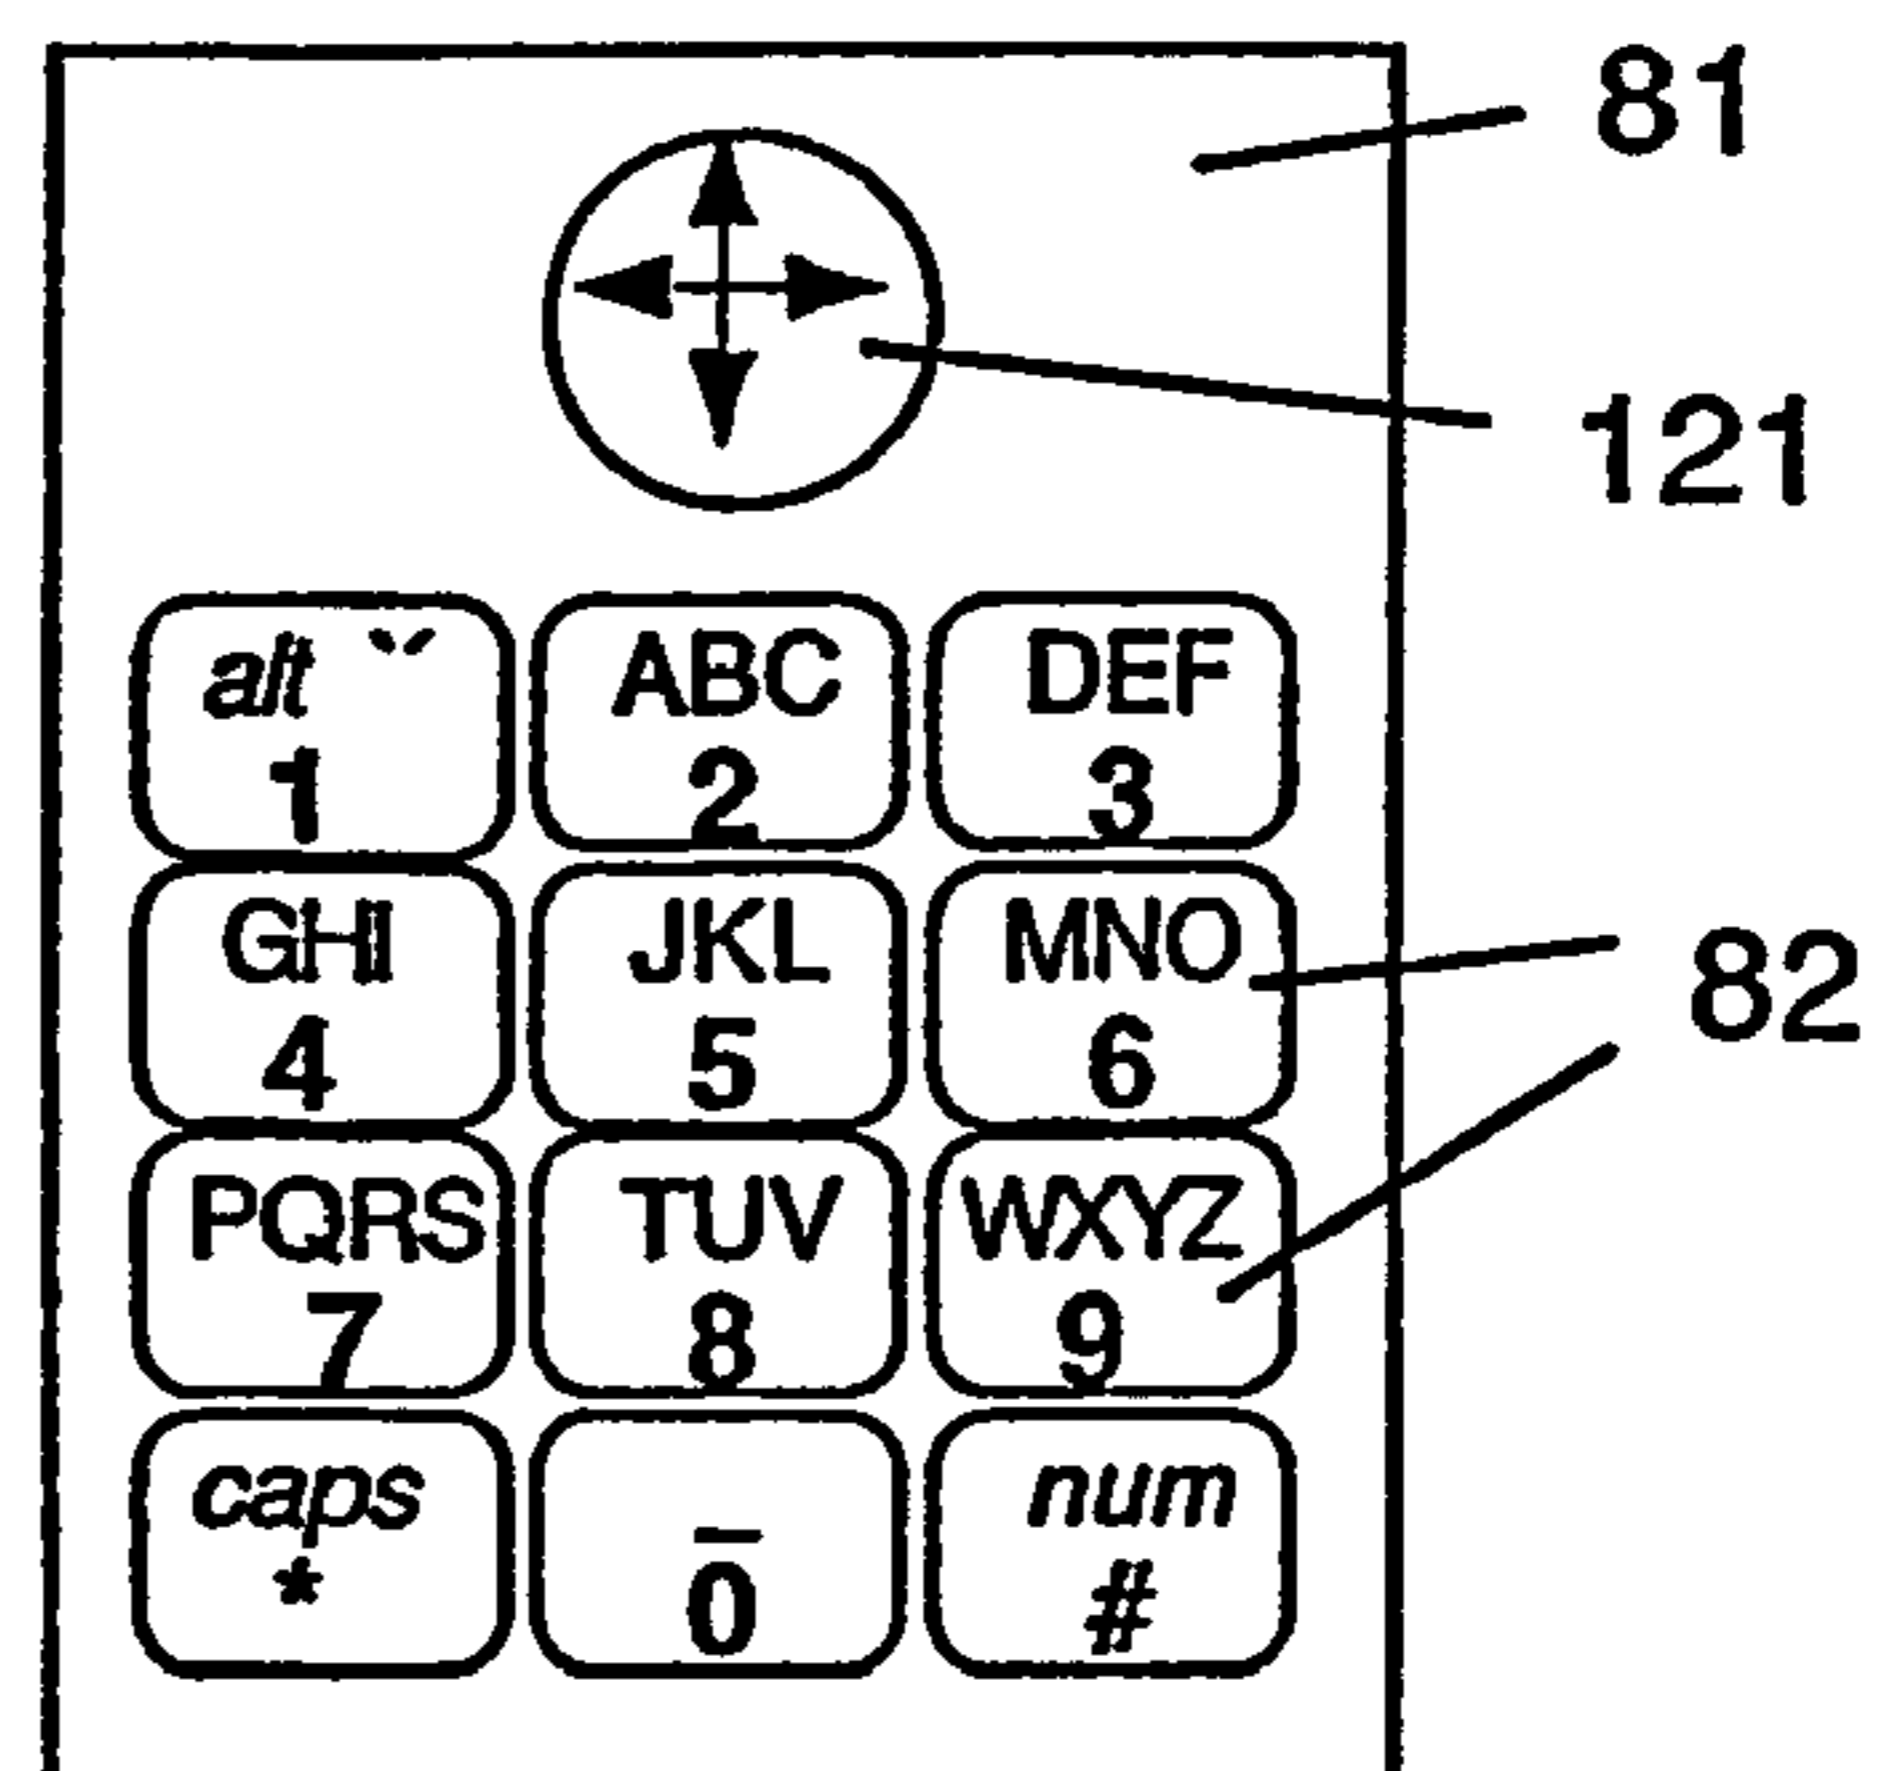 81
121
alt `´ ABC DEF
1 2 3
GHI JKL MNO
4 5 6
82
PQRS TUV WXYZ
7 8 9
caps _ num
* 0 #